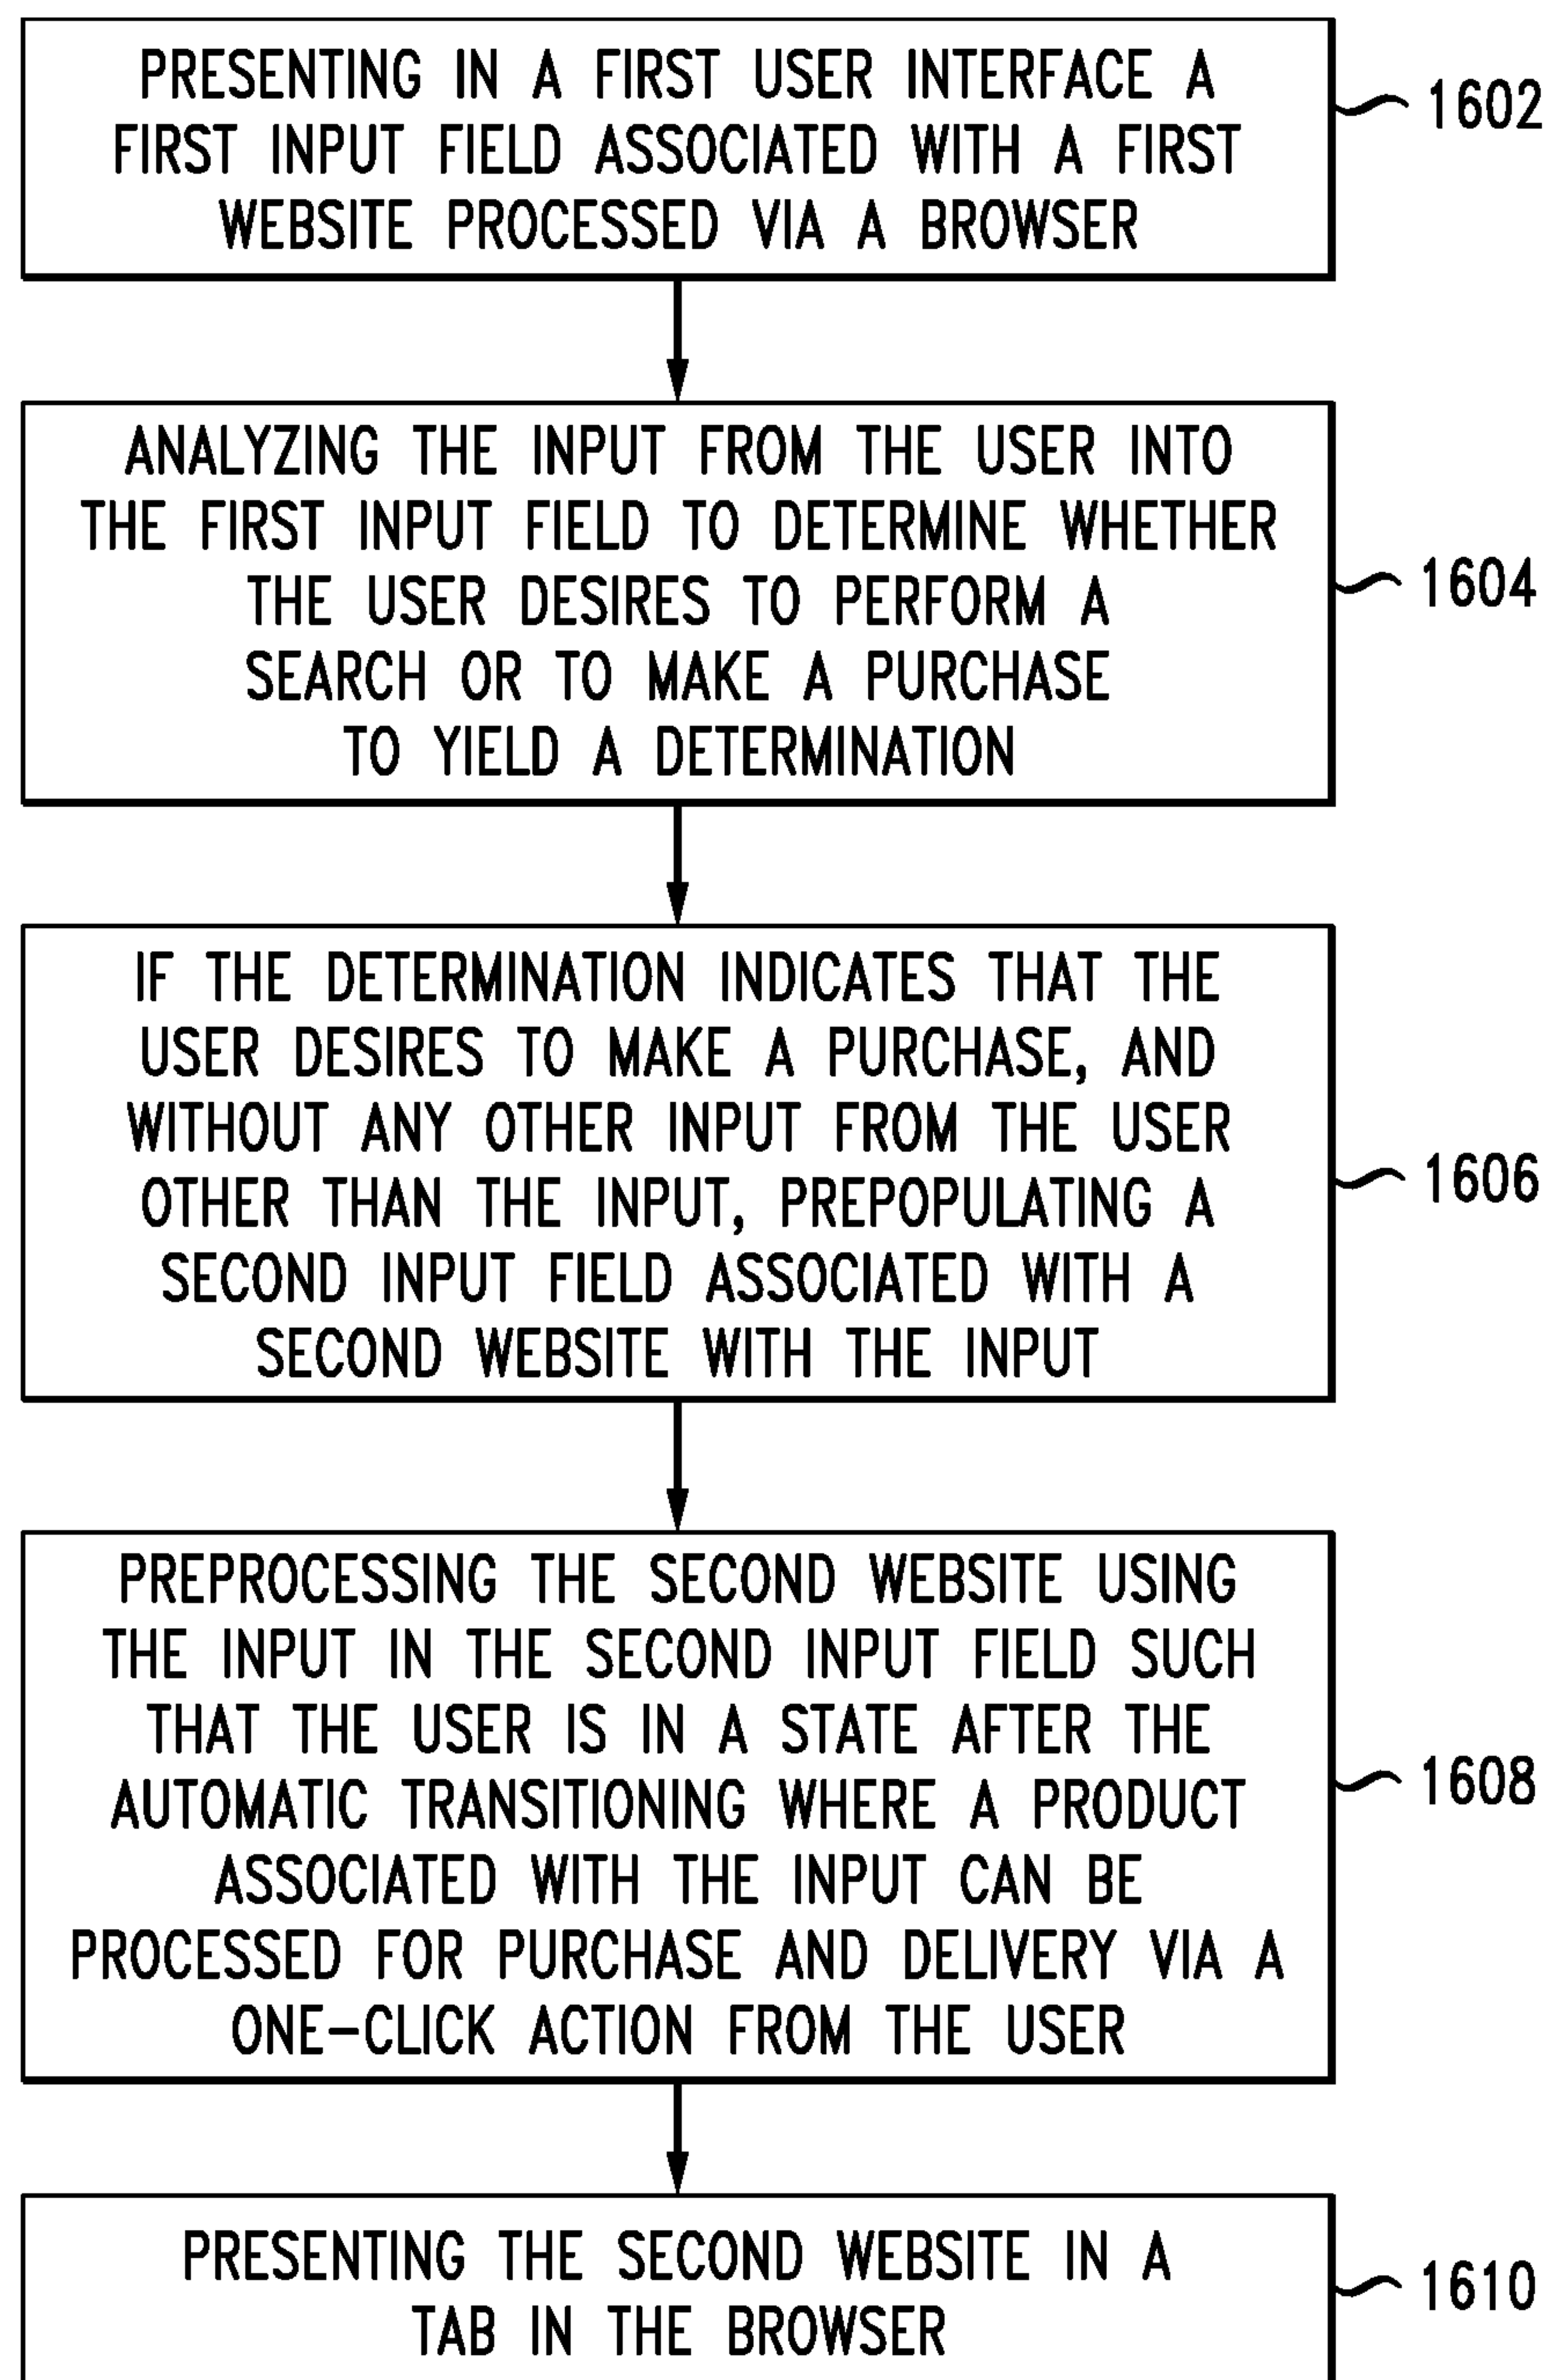 PRESENTING IN A FIRST USER INTERFACE A
FIRST INPUT FIELD ASSOCIATED WITH A FIRST
WEBSITE PROCESSED VIA A BROWSER
1602
ANALYZING THE INPUT FROM THE USER INTO
THE FIRST INPUT FIELD TO DETERMINE WHETHER
THE USER DESIRES TO PERFORM A
SEARCH OR TO MAKE A PURCHASE
TO YIELD A DETERMINATION
1604
IF THE DETERMINATION INDICATES THAT THE
USER DESIRES TO MAKE A PURCHASE, AND
WITHOUT ANY OTHER INPUT FROM THE USER
OTHER THAN THE INPUT, PREPOPULATING A
SECOND INPUT FIELD ASSOCIATED WITH A
SECOND WEBSITE WITH THE INPUT
1606
PREPROCESSING THE SECOND WEBSITE USING
THE INPUT IN THE SECOND INPUT FIELD SUCH
THAT THE USER IS IN A STATE AFTER THE
AUTOMATIC TRANSITIONING WHERE A PRODUCT
ASSOCIATED WITH THE INPUT CAN BE
PROCESSED FOR PURCHASE AND DELIVERY VIA A
ONE-CLICK ACTION FROM THE USER
1608
PRESENTING THE SECOND WEBSITE IN A
TAB IN THE BROWSER
1610